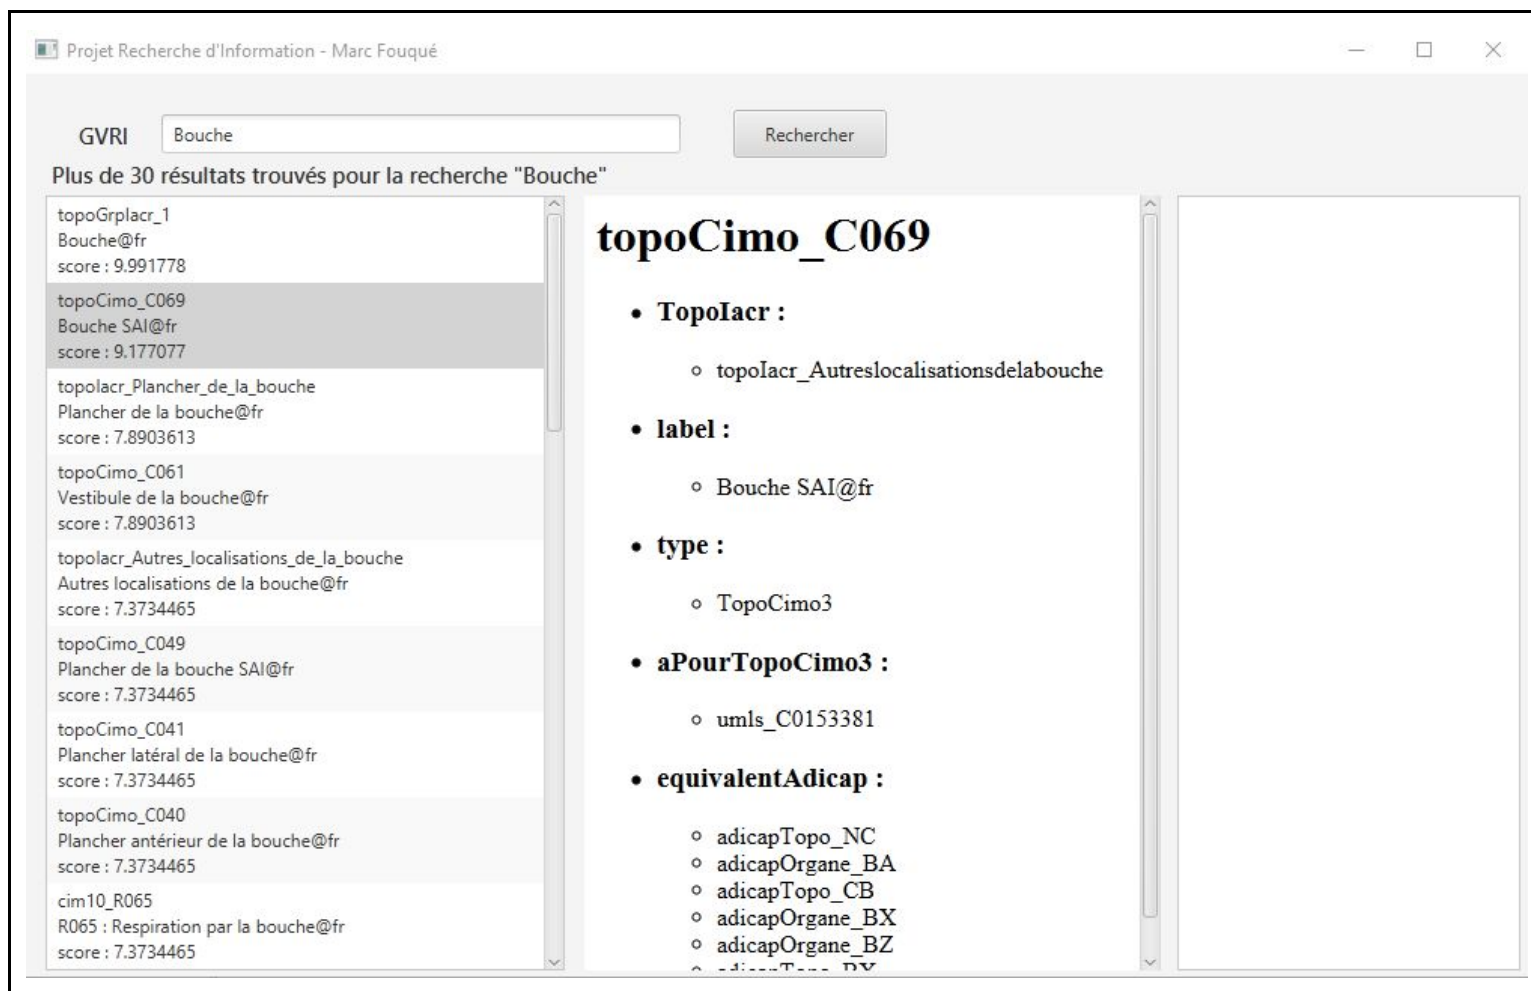 Projet Recherche d'Information - Marc Fouqué
GVRI
Bouche
Rechercher
Plus de 30 résultats trouvés pour la recherche "Bouche"
topoGrpIacr_1
Bouche@fr
score : 9.991778
topoCimo_C069
Bouche SAI@fr
score : 9.177077
topoIacr_Plancher_de_la_bouche
Plancher de la bouche@fr
score : 7.8903613
topoCimo_C061
Vestibule de la bouche@fr
score : 7.8903613
topoIacr_Autres_localisations_de_la_bouche
Autres localisations de la bouche@fr
score : 7.3734465
topoCimo_C049
Plancher de la bouche SAI@fr
score : 7.3734465
topoCimo_C041
Plancher latéral de la bouche@fr
score : 7.3734465
topoCimo_C040
Plancher antérieur de la bouche@fr
score : 7.3734465
cim10_R065
R065 : Respiration par la bouche@fr
score : 7.3734465
topoCimo_C069
TopoIacr :
topoIacr_Autreslocalisationsdelabouche
label :
Bouche SAI@fr
type :
TopoCimo3
aPourTopoCimo3 :
umls_C0153381
equivalentAdicap :
adicapTopo_NC
adicapOrgane_BA
adicapTopo_CB
adicapOrgane_BX
adicapOrgane_BZ